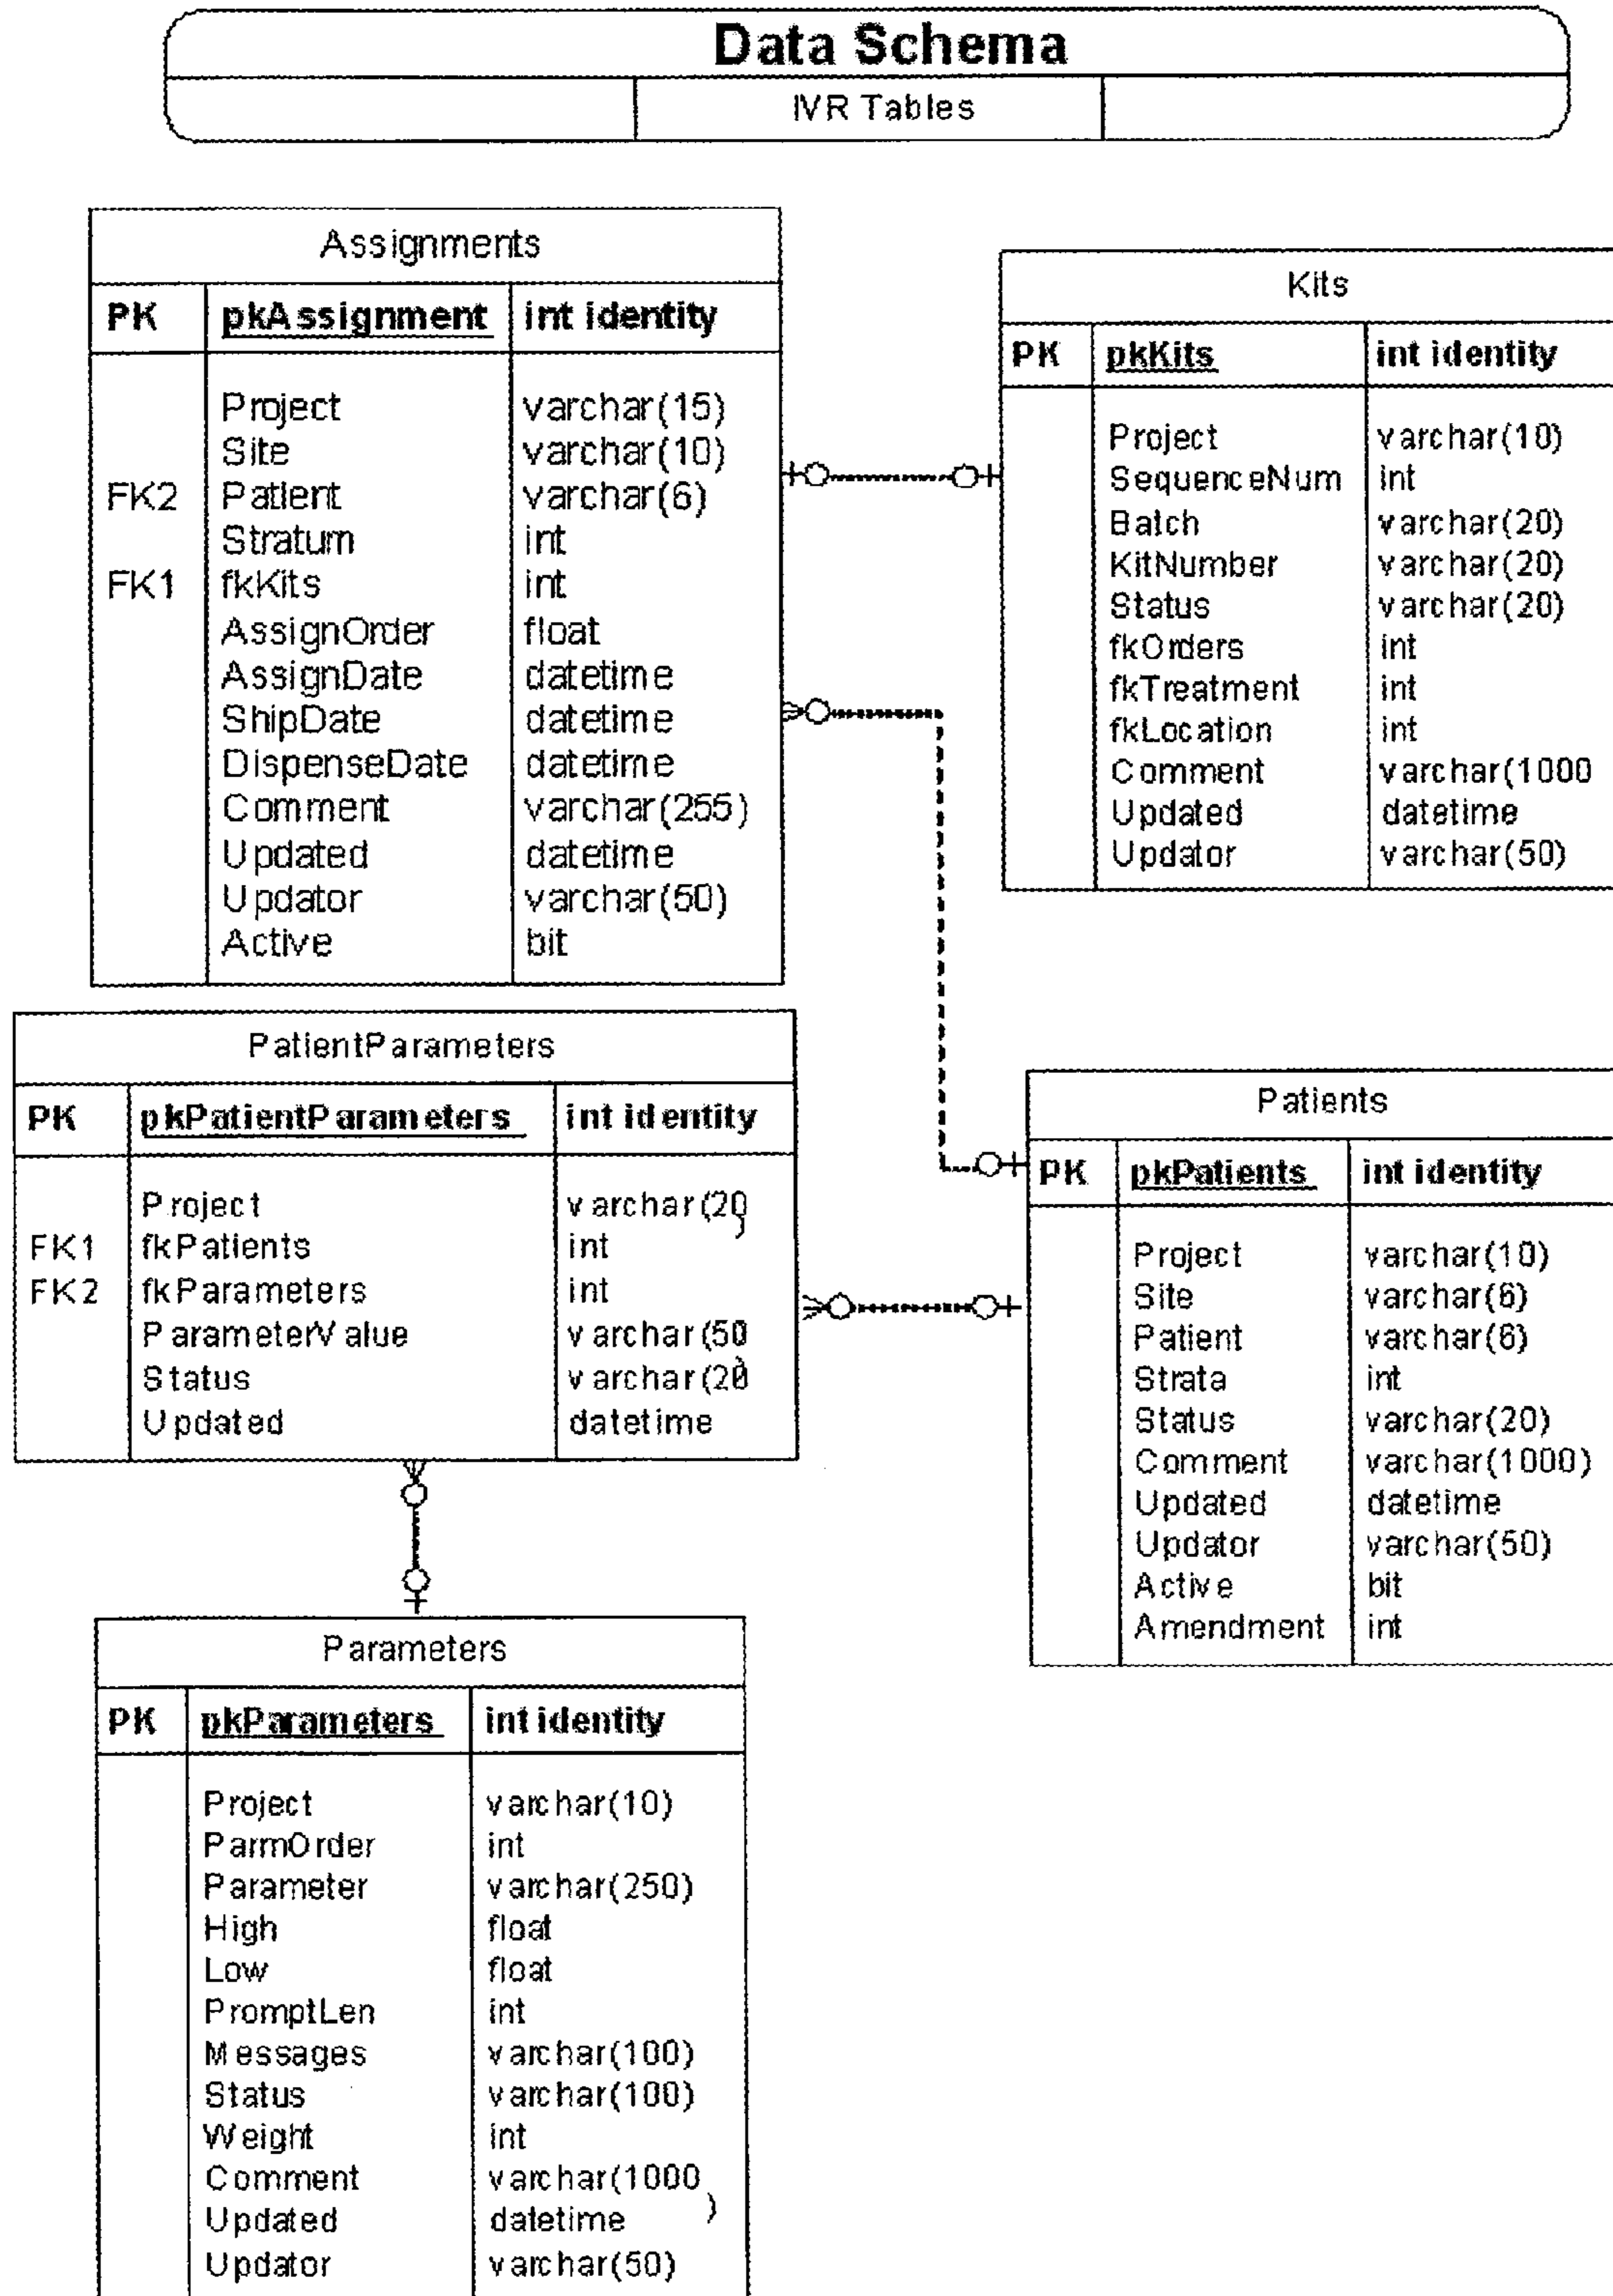 Data Schema
IVR Tables
Assignments
PK pkAssignment int identity
Project varchar(15)
Site varchar(10)
FK2 Patient varchar(6)
Stratum int
FK1 fkKits int
AssignOrder float
AssignDate datetime
ShipDate datetime
DispenseDate datetime
Comment varchar(255)
Updated datetime
Updator varchar(50)
Active bit
Kits
PK pkKits int identity
Project varchar(10)
SequenceNum int
Batch varchar(20)
KitNumber varchar(20)
Status varchar(20)
fkOrders int
fkTreatment int
fkLocation int
Comment varchar(1000
Updated datetime
Updator varchar(50)
PatientParameters
PK pkPatientParameters int identity
Project varchar(20)
FK1 fkPatients int
FK2 fkParameters int
ParameterValue varchar(50)
Status varchar(20
Updated datetime
Patients
PK pkPatients int identity
Project varchar(10)
Site varchar(6)
Patient varchar(6)
Strata int
Status varchar(20)
Comment varchar(1000)
Updated datetime
Updator varchar(50)
Active bit
Amendment int
Parameters
PK pkParameters int identity
Project varchar(10)
ParmOrder int
Parameter varchar(250)
High float
Low float
PromptLen int
Messages varchar(100)
Status varchar(100)
Weight int
Comment varchar(1000)
Updated datetime
Updator varchar(50)